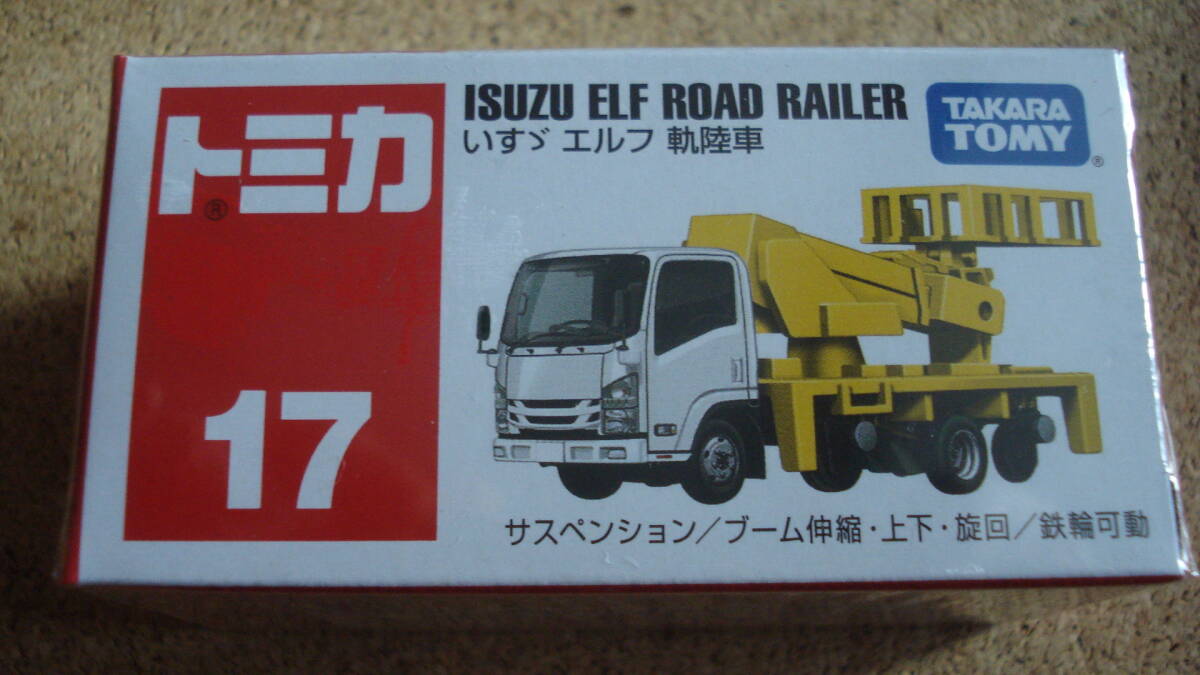 トミカ
®
17
ISUZU ELF ROAD RAILER
いすゞ エルフ 軌陸車
TAKARA
TOMY
®
サスペンション/ブーム伸縮・上下・旋回/鉄輪可動